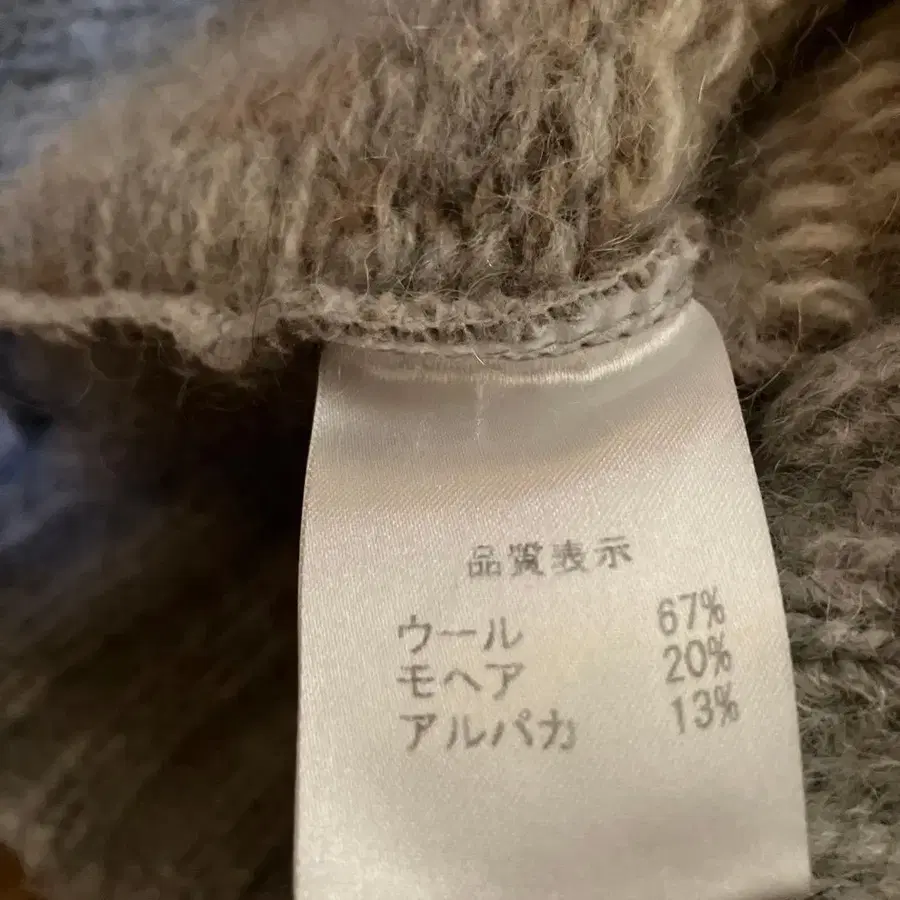 品質表示
ウール 67%
モヘア 20%
アルパカ 13%